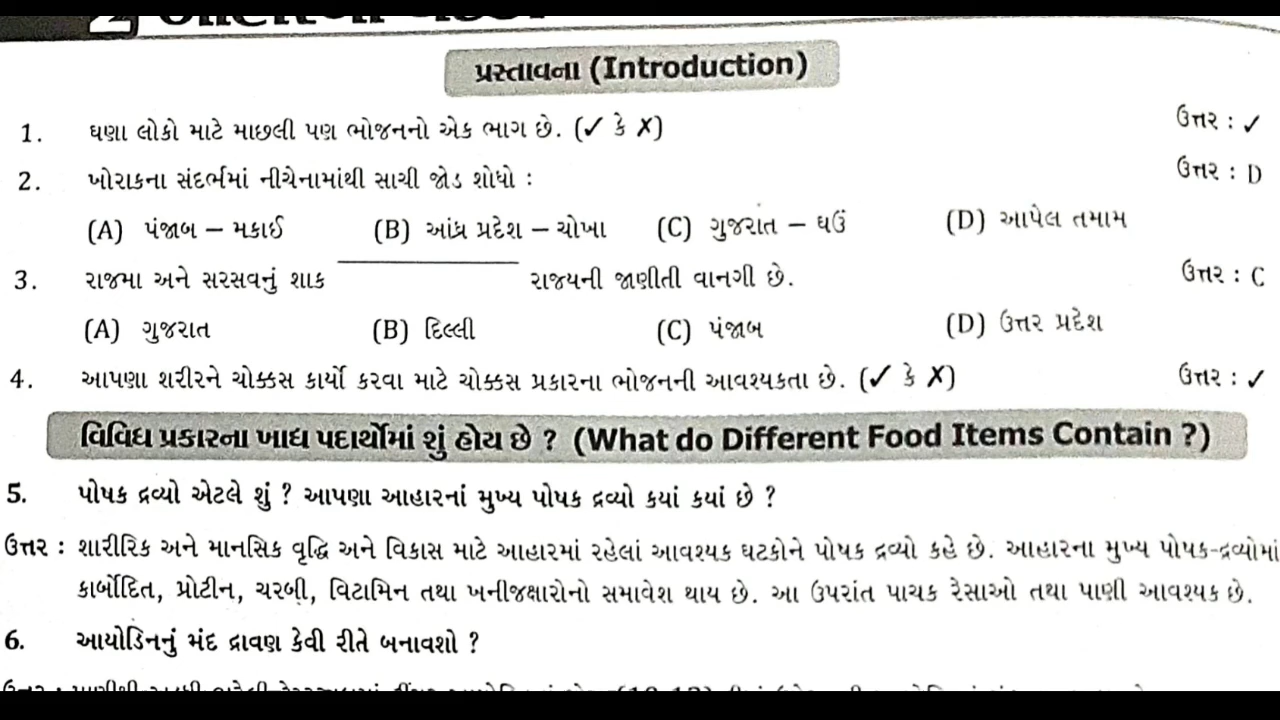 2
પ્રસ્તાવના (Introduction)
1. ઘણા લોકો માટે માછલી પણ ભોજનનો એક ભાગ છે. (✓ કે ✗) ઉત્તર : ✓
2. ખોરાકના સંદર્ભમાં નીચેનામાંથી સાચી જોડ શોધો : ઉત્તર : D
(A) પંજાબ – મકાઈ (B) આંધ્ર પ્રદેશ – ચોખા (C) ગુજરાત – ઘઉં (D) આપેલ તમામ
3. રાજમા અને સરસવનું શાક __________ રાજ્યની જાણીતી વાનગી છે. ઉત્તર : C
(A) ગુજરાત (B) દિલ્લી (C) પંજાબ (D) ઉત્તર પ્રદેશ
4. આપણા શરીરને ચોક્કસ કાર્યો કરવા માટે ચોક્કસ પ્રકારના ભોજનની આવશ્યકતા છે. (✓ કે ✗) ઉત્તર : ✓
વિવિધ પ્રકારના ખાદ્ય પદાર્થોમાં શું હોય છે ? (What do Different Food Items Contain ?)
5. પોષક દ્રવ્યો એટલે શું ? આપણા આહારનાં મુખ્ય પોષક દ્રવ્યો કયાં કયાં છે ?
ઉત્તર : શારીરિક અને માનસિક વૃદ્ધિ અને વિકાસ માટે આહારમાં રહેલાં આવશ્યક ઘટકોને પોષક દ્રવ્યો કહે છે. આહારના મુખ્ય પોષક-દ્રવ્યોમાં
કાર્બોદિત, પ્રોટીન, ચરબી, વિટામિન તથા ખનીજક્ષારોનો સમાવેશ થાય છે. આ ઉપરાંત પાચક રેસાઓ તથા પાણી આવશ્યક છે.
6. આયોડિનનું મંદ દ્રાવણ કેવી રીતે બનાવશો ?